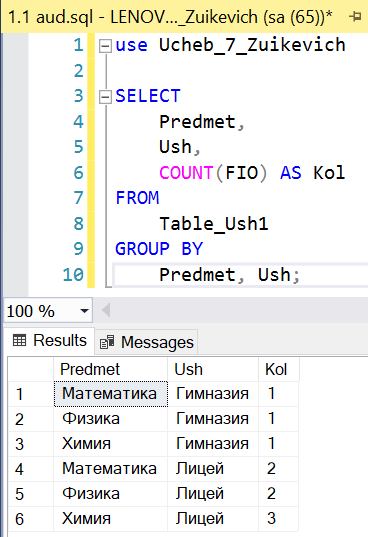 1.1 aud.sql - LENOV..._Zuikevich (sa (65))*
1 use Ucheb_7_Zuikevich
2
3 SELECT
4 Predmet,
5 Ush,
6 COUNT(FIO) AS Kol
7 FROM
8 Table_Ush1
9 GROUP BY
10 Predmet, Ush;
100 %
Results Messages
Predmet Ush Kol
1 Математика Гимназия 1
2 Физика Гимназия 1
3 Химия Гимназия 1
4 Математика Лицей 2
5 Физика Лицей 2
6 Химия Лицей 3